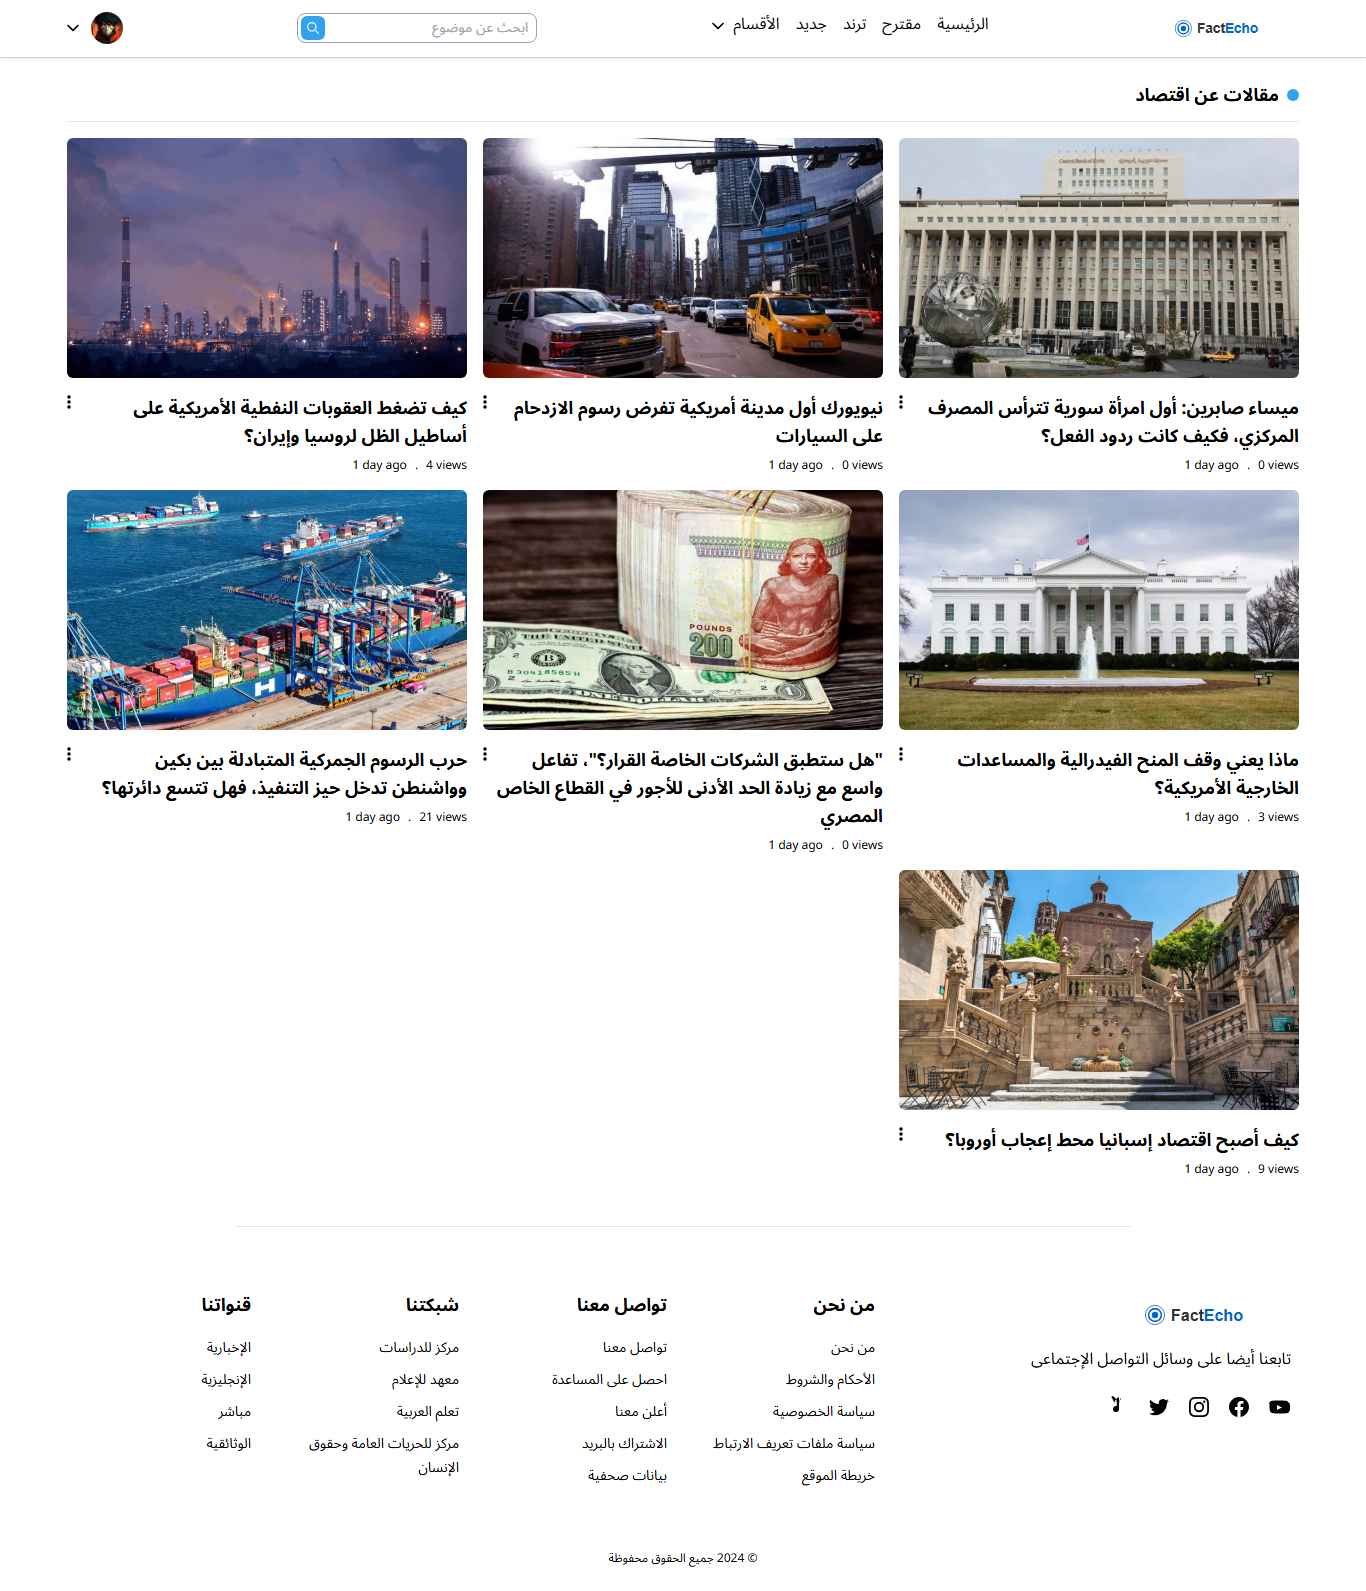 FactEcho
الرئيسية
مقترح
ترند
جديد
الأقسام
ابحث عن موضوع
مقالات عن اقتصاد
ميساء صابرين: أول امرأة سورية تترأس المصرف
المركزي، فكيف كانت ردود الفعل؟
0 views . 1 day ago
نيويورك أول مدينة أمريكية تفرض رسوم الازدحام
على السيارات
0 views . 1 day ago
كيف تضغط العقوبات النفطية الأمريكية على
أساطيل الظل لروسيا وإيران؟
4 views . 1 day ago
POUNDS
200
THE UNITED STATE
B 30418585 H
ONE DOLLAR
1
H
ماذا يعني وقف المنح الفيدرالية والمساعدات
الخارجية الأمريكية؟
3 views . 1 day ago
"هل ستطبق الشركات الخاصة القرار؟"، تفاعل
واسع مع زيادة الحد الأدنى للأجور في القطاع الخاص
المصري
0 views . 1 day ago
حرب الرسوم الجمركية المتبادلة بين بكين
وواشنطن تدخل حيز التنفيذ، فهل تتسع دائرتها؟
21 views . 1 day ago
كيف أصبح اقتصاد إسبانيا محط إعجاب أوروبا؟
9 views . 1 day ago
FactEcho
تابعنا أيضا على وسائل التواصل الإجتماعى
من نحن
من نحن
الأحكام والشروط
سياسة الخصوصية
سياسة ملفات تعريف الارتباط
خريطة الموقع
تواصل معنا
تواصل معنا
احصل على المساعدة
أعلن معنا
الاشتراك بالبريد
بيانات صحفية
شبكتنا
مركز للدراسات
معهد للإعلام
تعلم العربية
مركز للحريات العامة وحقوق
الإنسان
قنواتنا
الإخبارية
الإنجليزية
مباشر
الوثائقية
© 2024 جميع الحقوق محفوظة